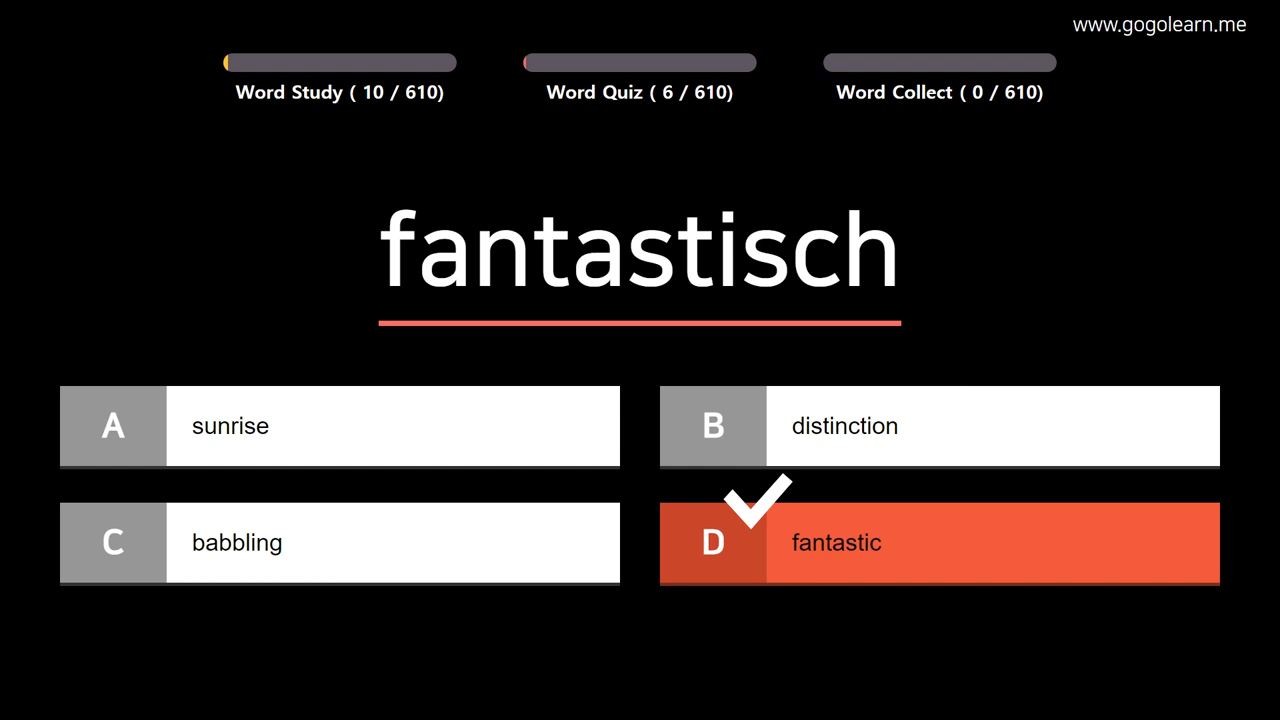 www.gogolearn.me
Word Study ( 10 / 610)
Word Quiz ( 6 / 610)
Word Collect ( 0 / 610)
fantastisch
A sunrise
B distinction
C babbling
D fantastic